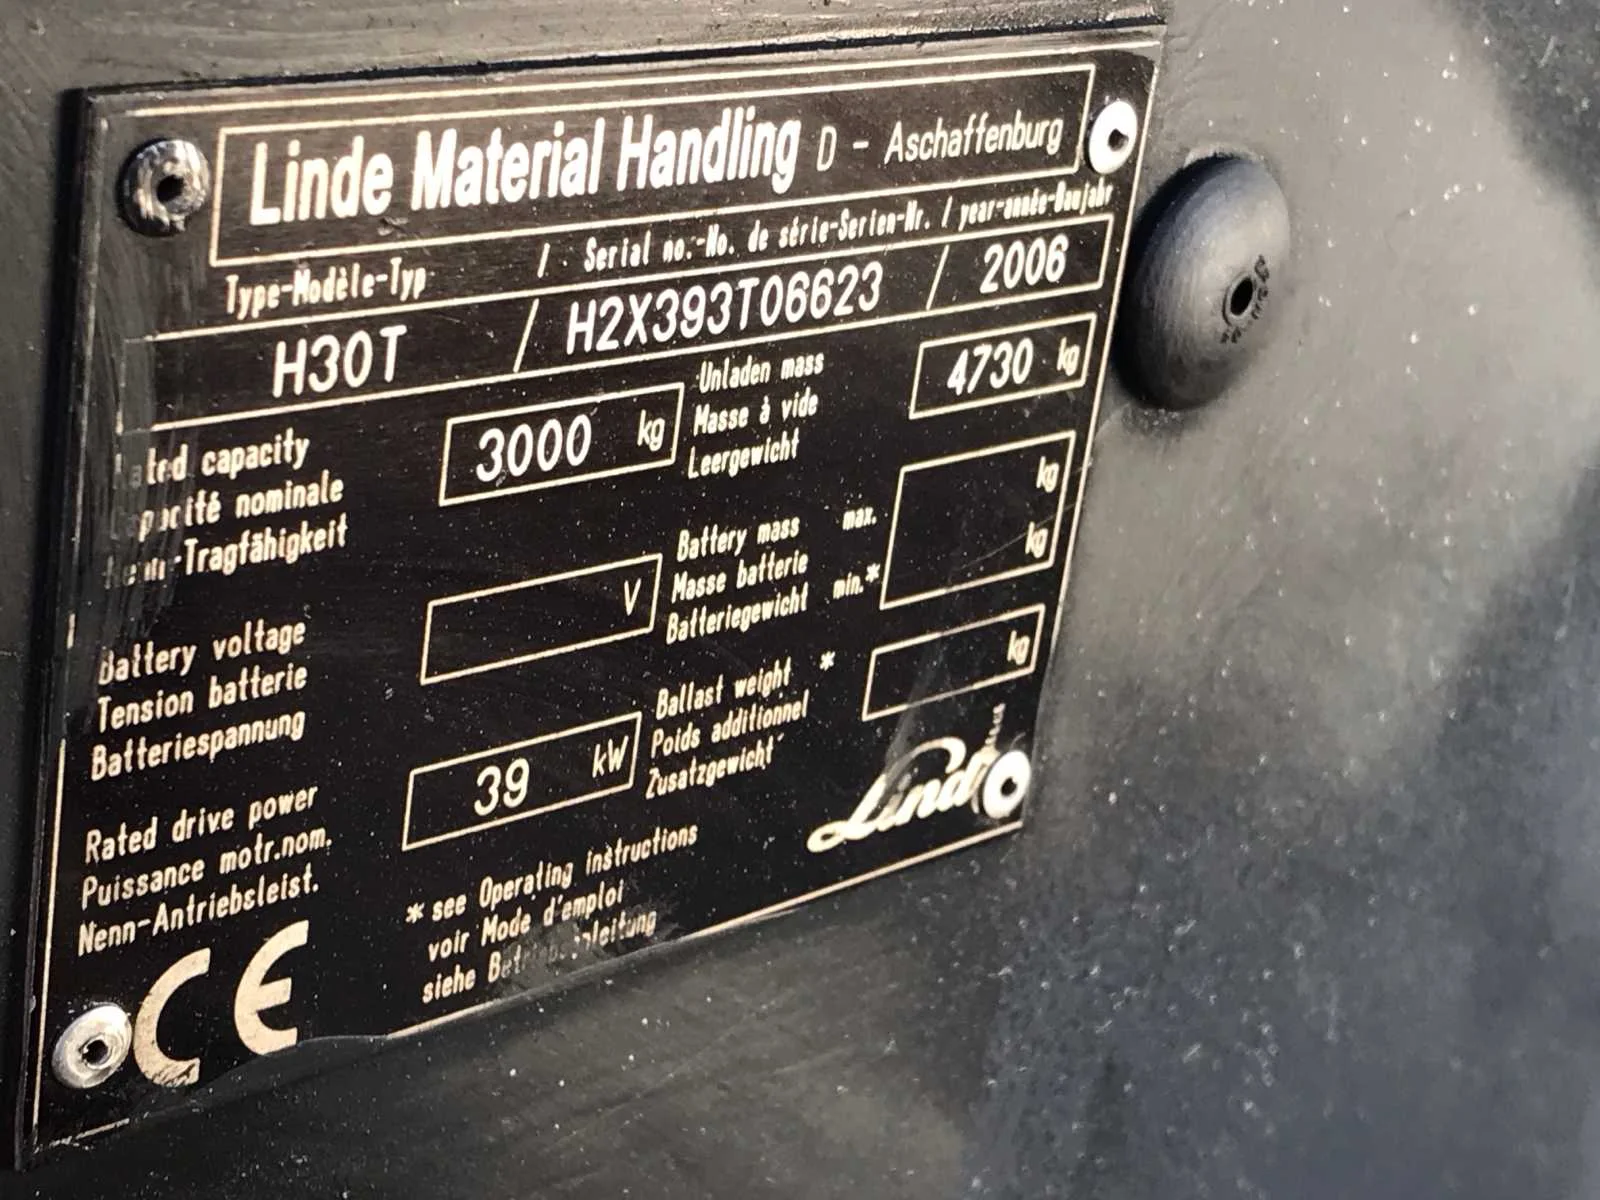 Linde Material Handling D - Aschaffenburg
Type-Modèle-Typ / Serial no.-No. de série-Serien-Nr. / year-année-Baujahr
H30T / H2X393T06623 / 2006
capacity
nominale
3000 kg
Unladen mass
Masse à vide
Leergewicht
4730 kg
Battery voltage
Tension batterie
Batteriespannung
V
Battery mass max.
Masse batterie
Batteriegewicht min.*
kg
kg
Rated drive power
Puissance motr.nom.
Nenn-Antriebsleist.
39 kW
Ballast weight *
Poids additionnel
Zusatzgewicht
kg
* see Operating instructions
voir Mode d'emploi
siehe
CE